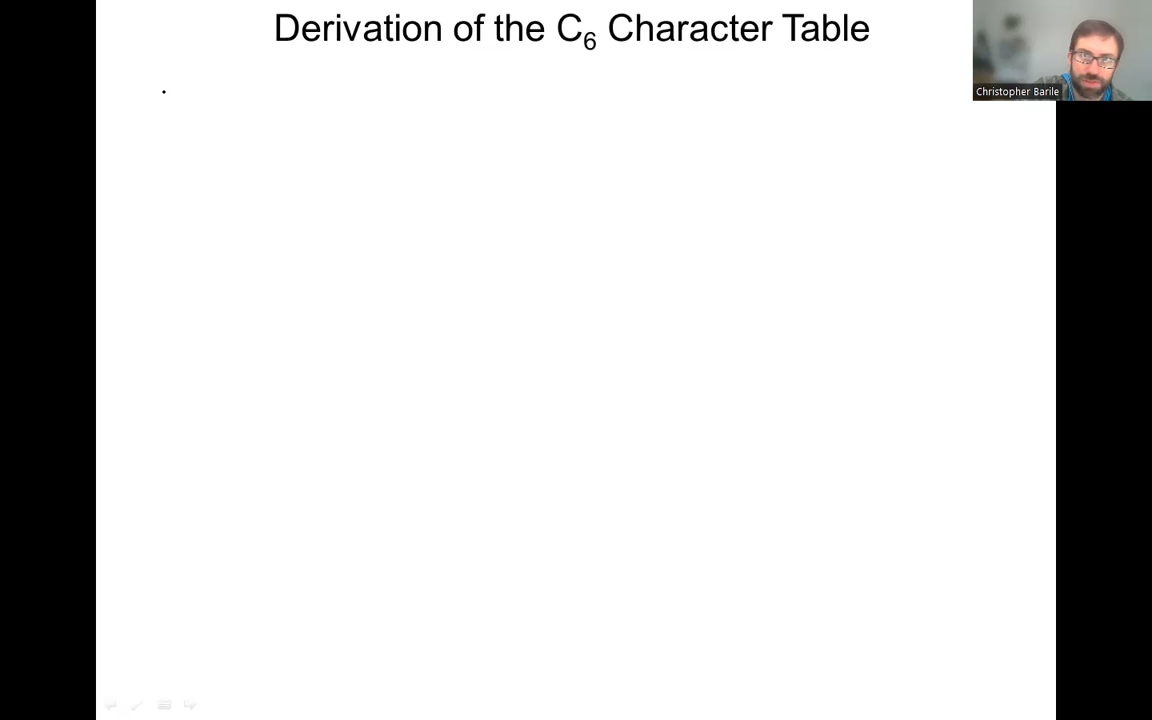 Derivation of the C₆ Character Table
Christopher Barile